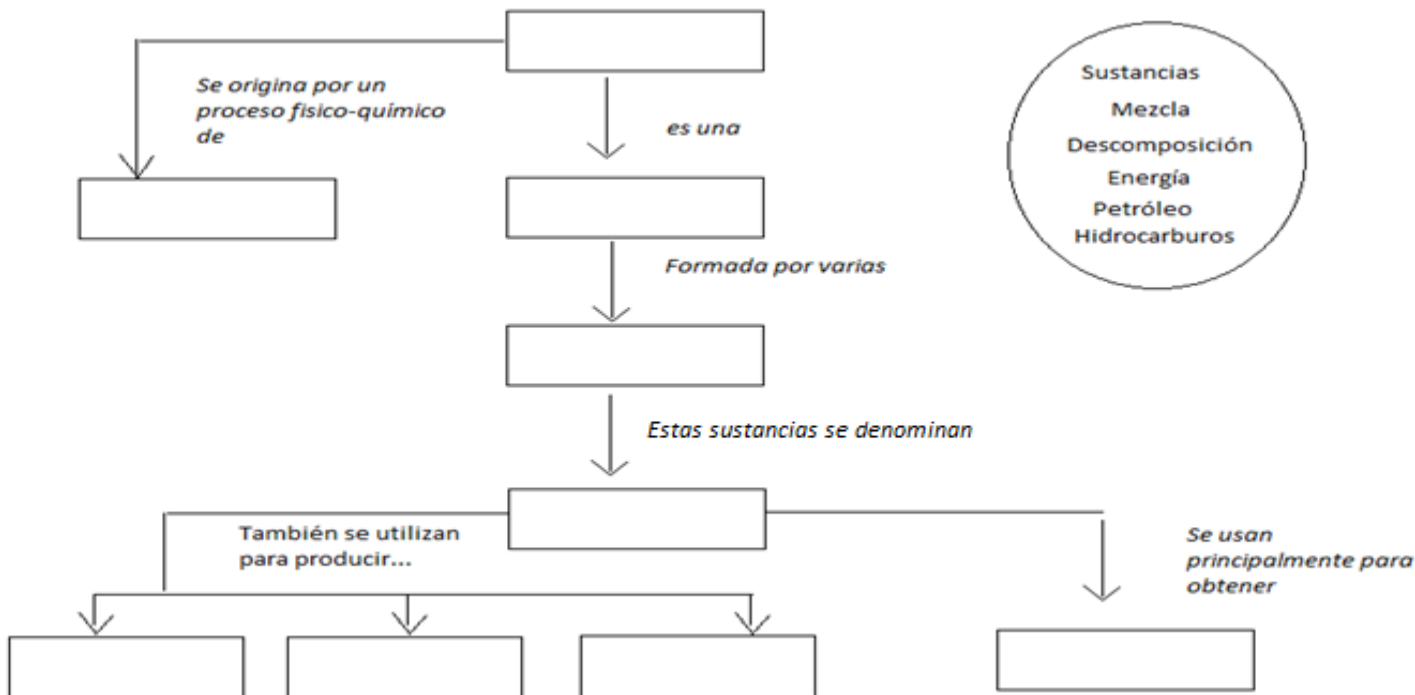 Se origina por un
proceso fisico-químico
de
es una
Sustancias
Mezcla
Descomposición
Energía
Petróleo
Hidrocarburos
Formada por varias
Estas sustancias se denominan
También se utilizan
para producir...
Se usan
principalmente para
obtener